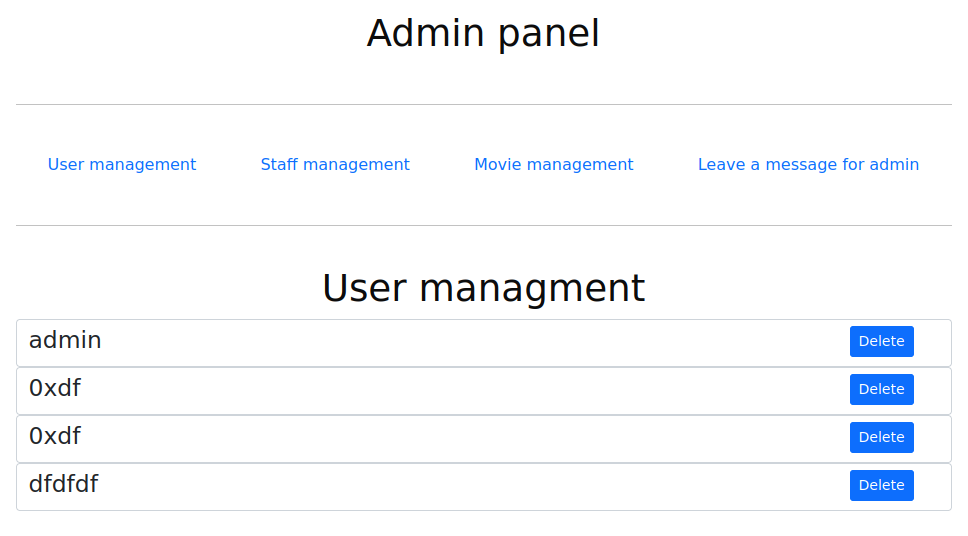 Admin panel
User management Staff management Movie management Leave a message for admin
User managment
admin Delete
0xdf Delete
0xdf Delete
dfdfdf Delete